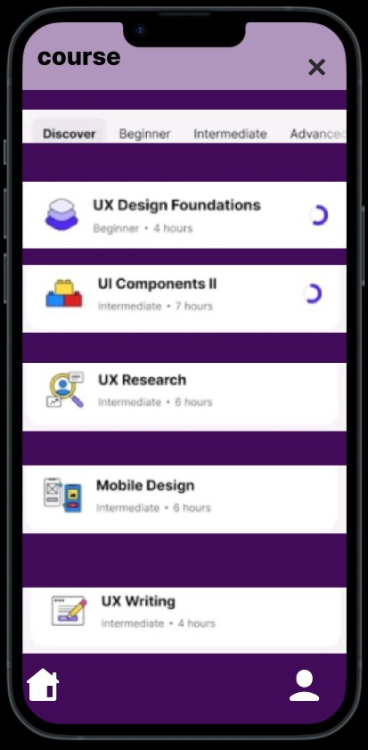 course
Discover Beginner Intermediate Advanced
UX Design Foundations
Beginner • 4 hours
UI Components II
Intermediate • 7 hours
UX Research
Intermediate • 6 hours
Mobile Design
Intermediate • 6 hours
UX Writing
Intermediate • 4 hours